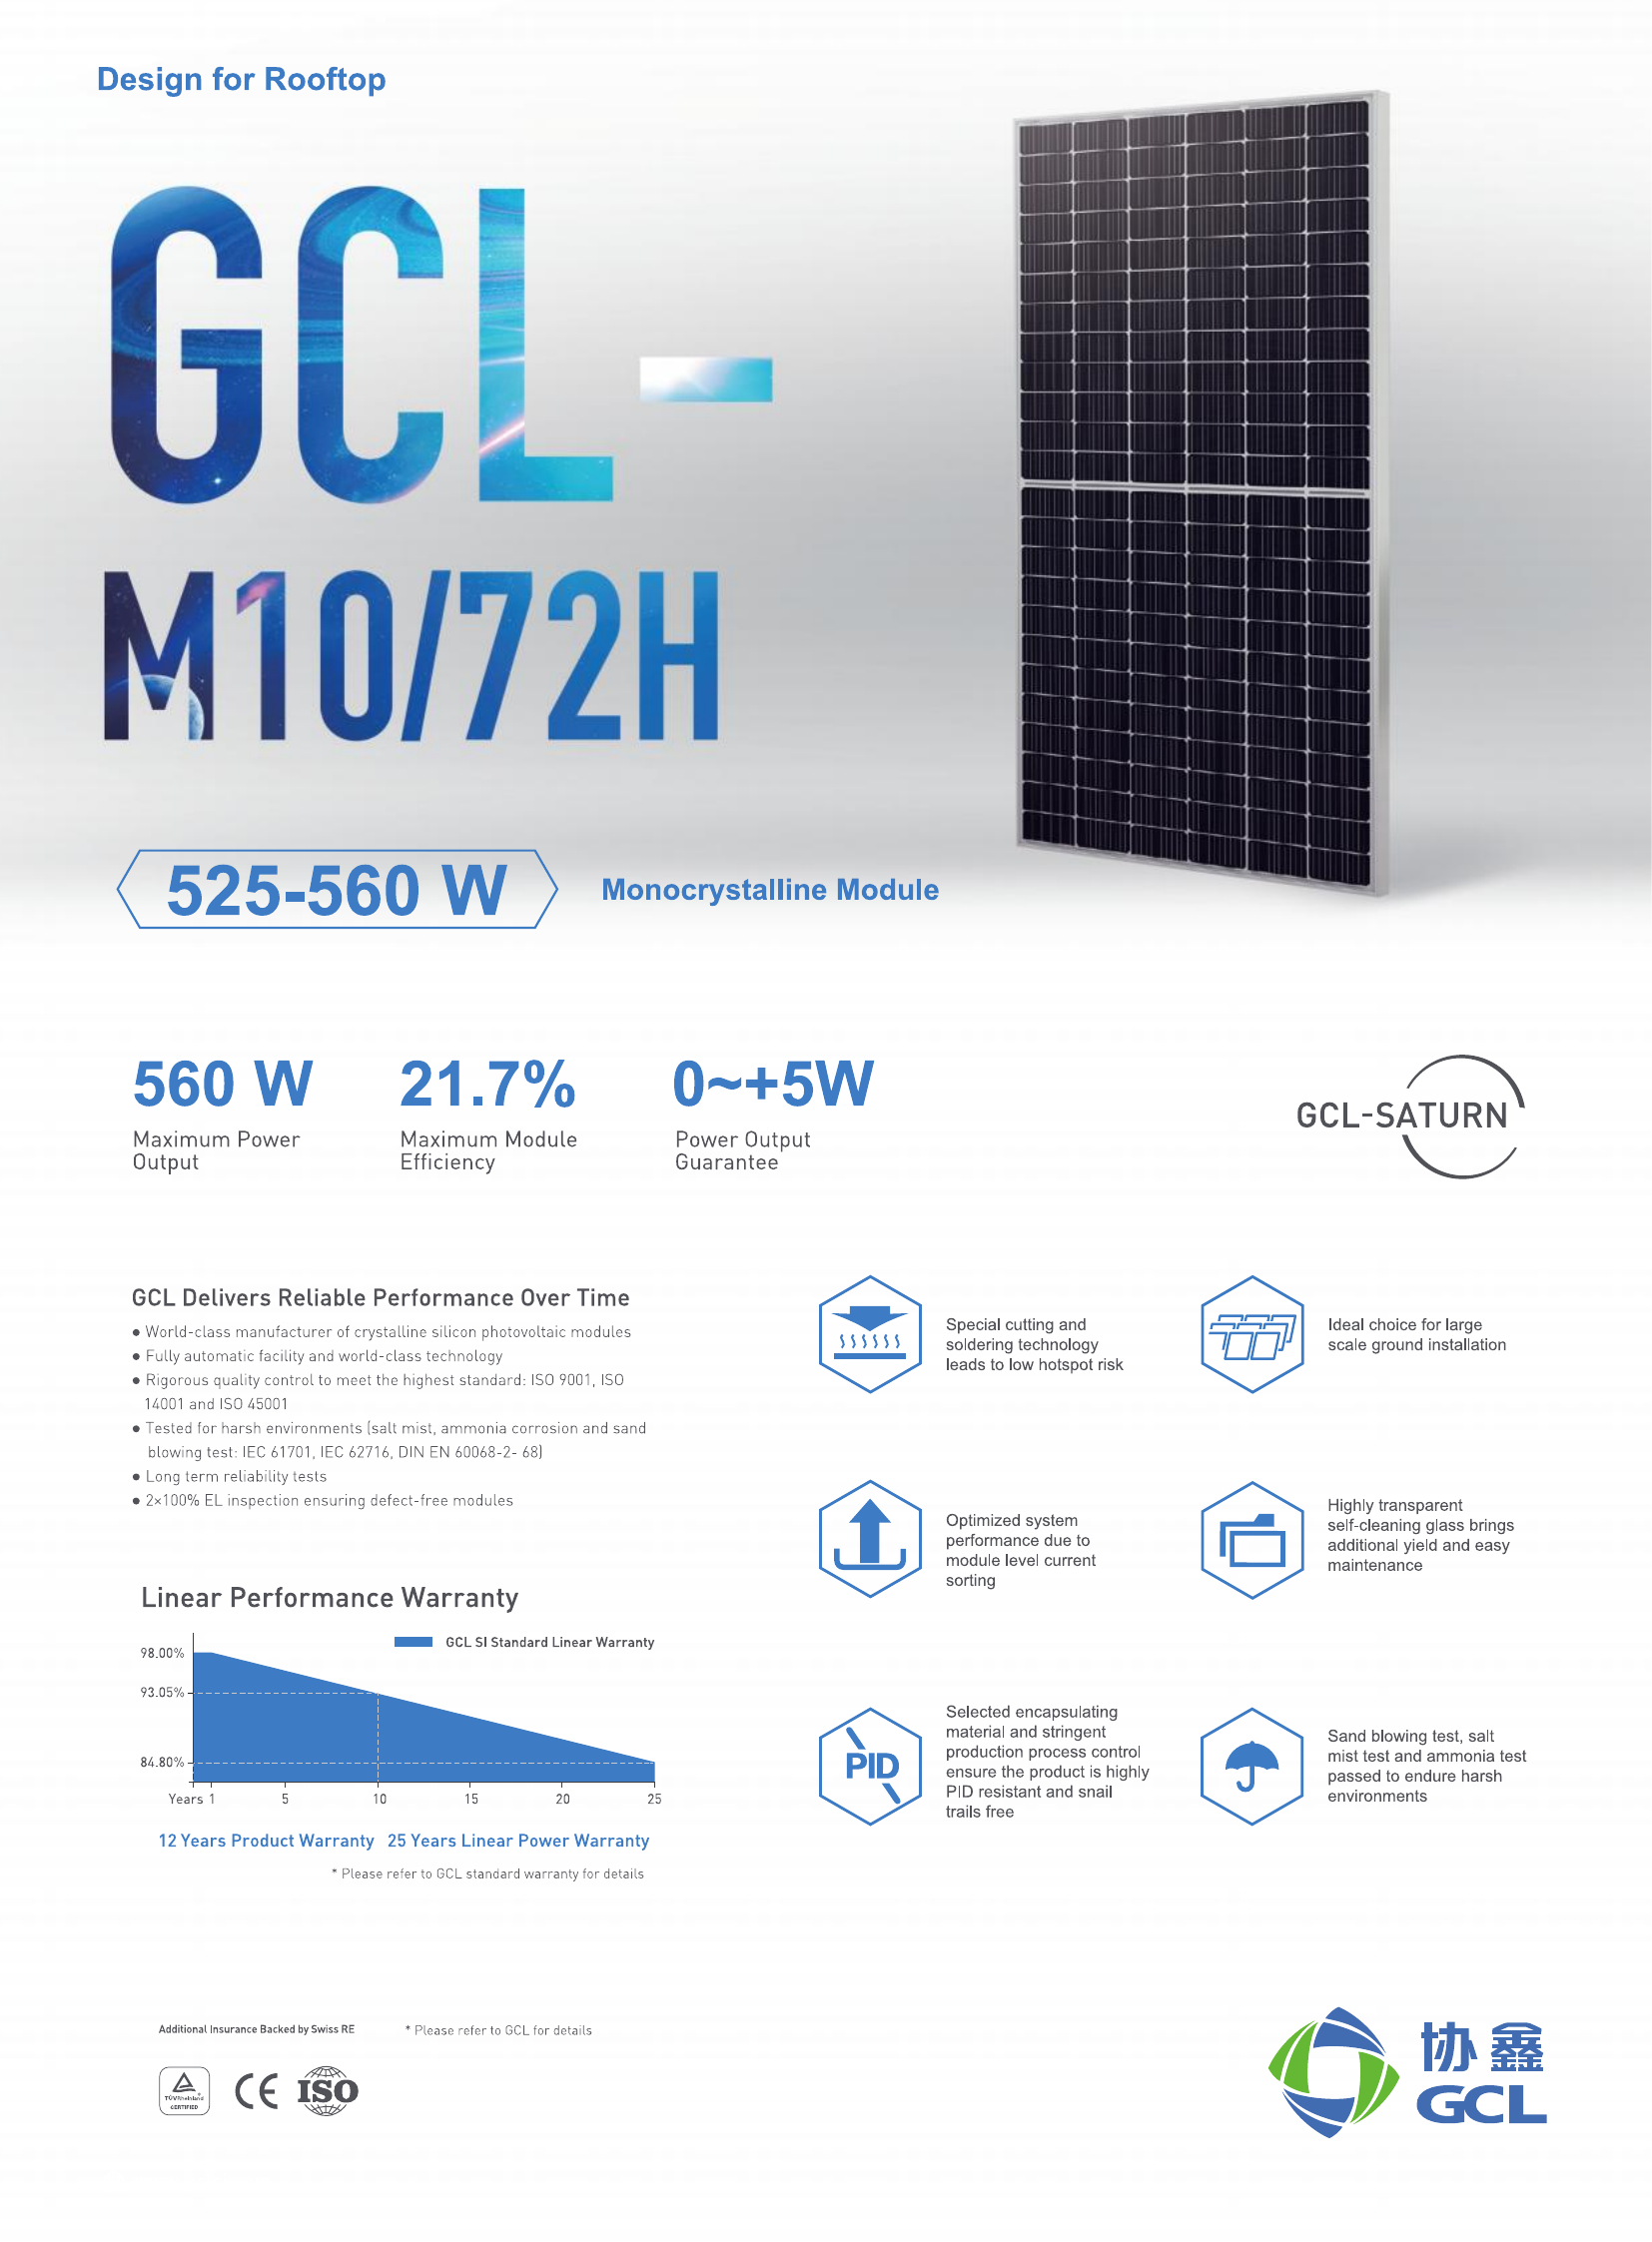 Design for Rooftop
GCL-
M10/72H
525-560 W
Monocrystalline Module
560 W
Maximum Power
Output
21.7%
Maximum Module
Efficiency
0~+5W
Power Output
Guarantee
GCL-SATURN
GCL Delivers Reliable Performance Over Time
● World-class manufacturer of crystalline silicon photovoltaic modules
● Fully automatic facility and world-class technology
● Rigorous quality control to meet the highest standard: ISO 9001, ISO
14001 and ISO 45001
● Tested for harsh environments (salt mist, ammonia corrosion and sand
blowing test: IEC 61701, IEC 62716, DIN EN 60068-2- 68)
● Long term reliability tests
● 2×100% EL inspection ensuring defect-free modules
Special cutting and
soldering technology
leads to low hotspot risk
Ideal choice for large
scale ground installation
Optimized system
performance due to
module level current
sorting
Highly transparent
self-cleaning glass brings
additional yield and easy
maintenance
Linear Performance Warranty
GCL SI Standard Linear Warranty
98.00%
93.05%
84.80%
Years 1 5 10 15 20 25
12 Years Product Warranty 25 Years Linear Power Warranty
* Please refer to GCL standard warranty for details
PID
Selected encapsulating
material and stringent
production process control
ensure the product is highly
PID resistant and snail
trails free
Sand blowing test, salt
mist test and ammonia test
passed to endure harsh
environments
Additional Insurance Backed by Swiss RE
* Please refer to GCL for details
TÜVRheinland
CERTIFIED
CE
ISO
协鑫
GCL